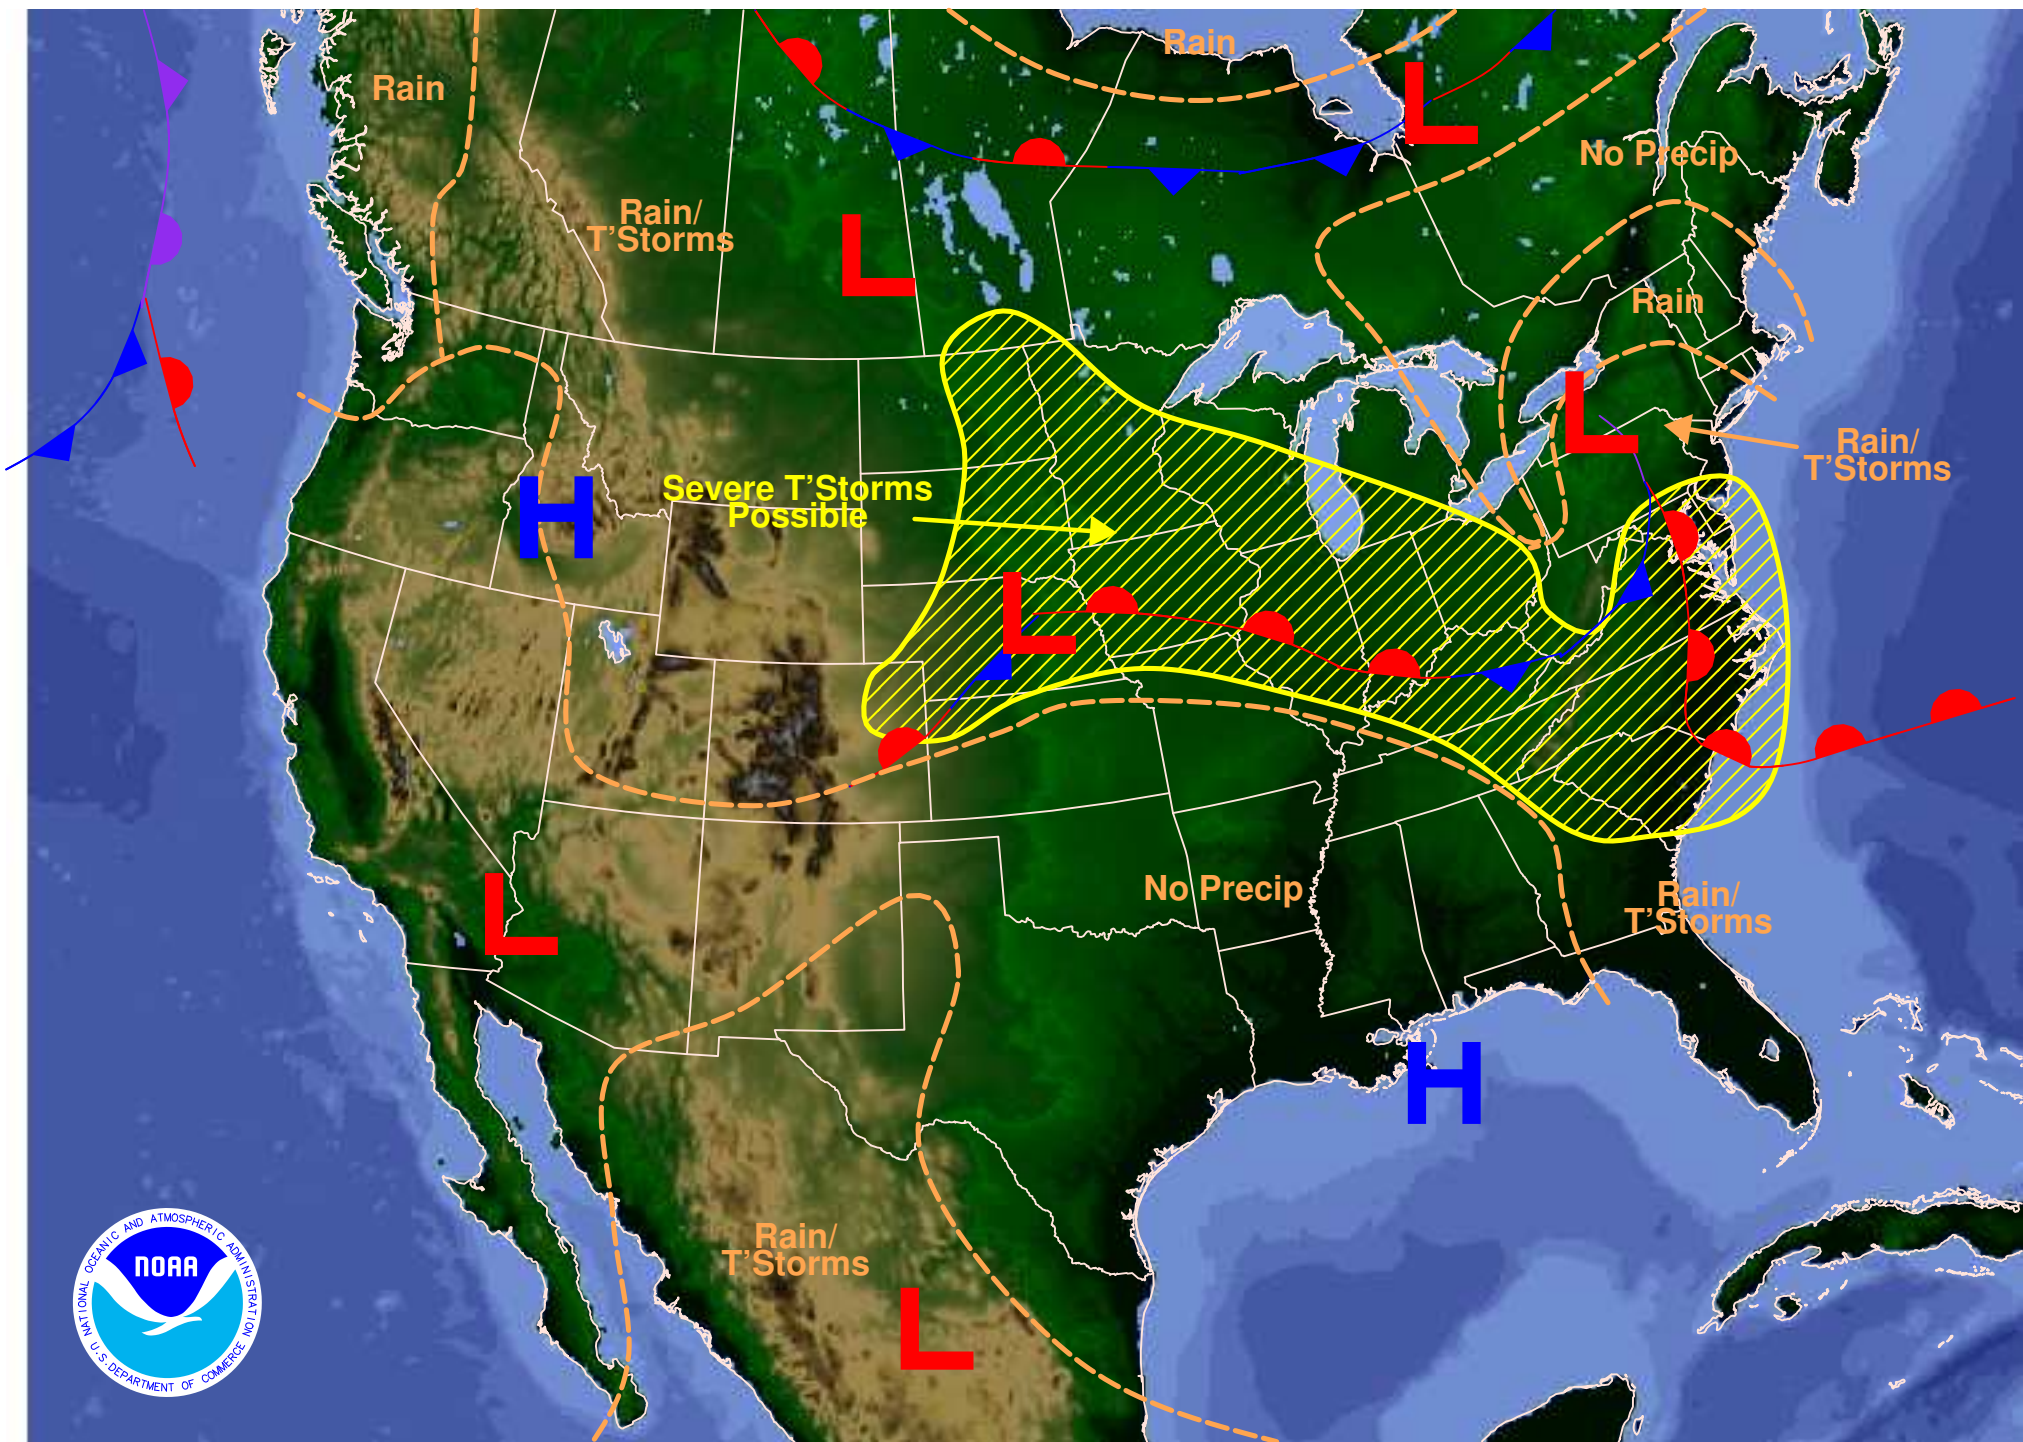 Rain
Rain
No Precip
Rain/
T'Storms
Rain
Rain/
T'Storms
Severe T'Storms
Possible
No Precip
Rain/
T'Storms
Rain/
T'Storms
L
L
L
L
L
L
H
H
NATIONAL OCEANIC AND ATMOSPHERIC ADMINISTRATION
NOAA
U.S. DEPARTMENT OF COMMERCE